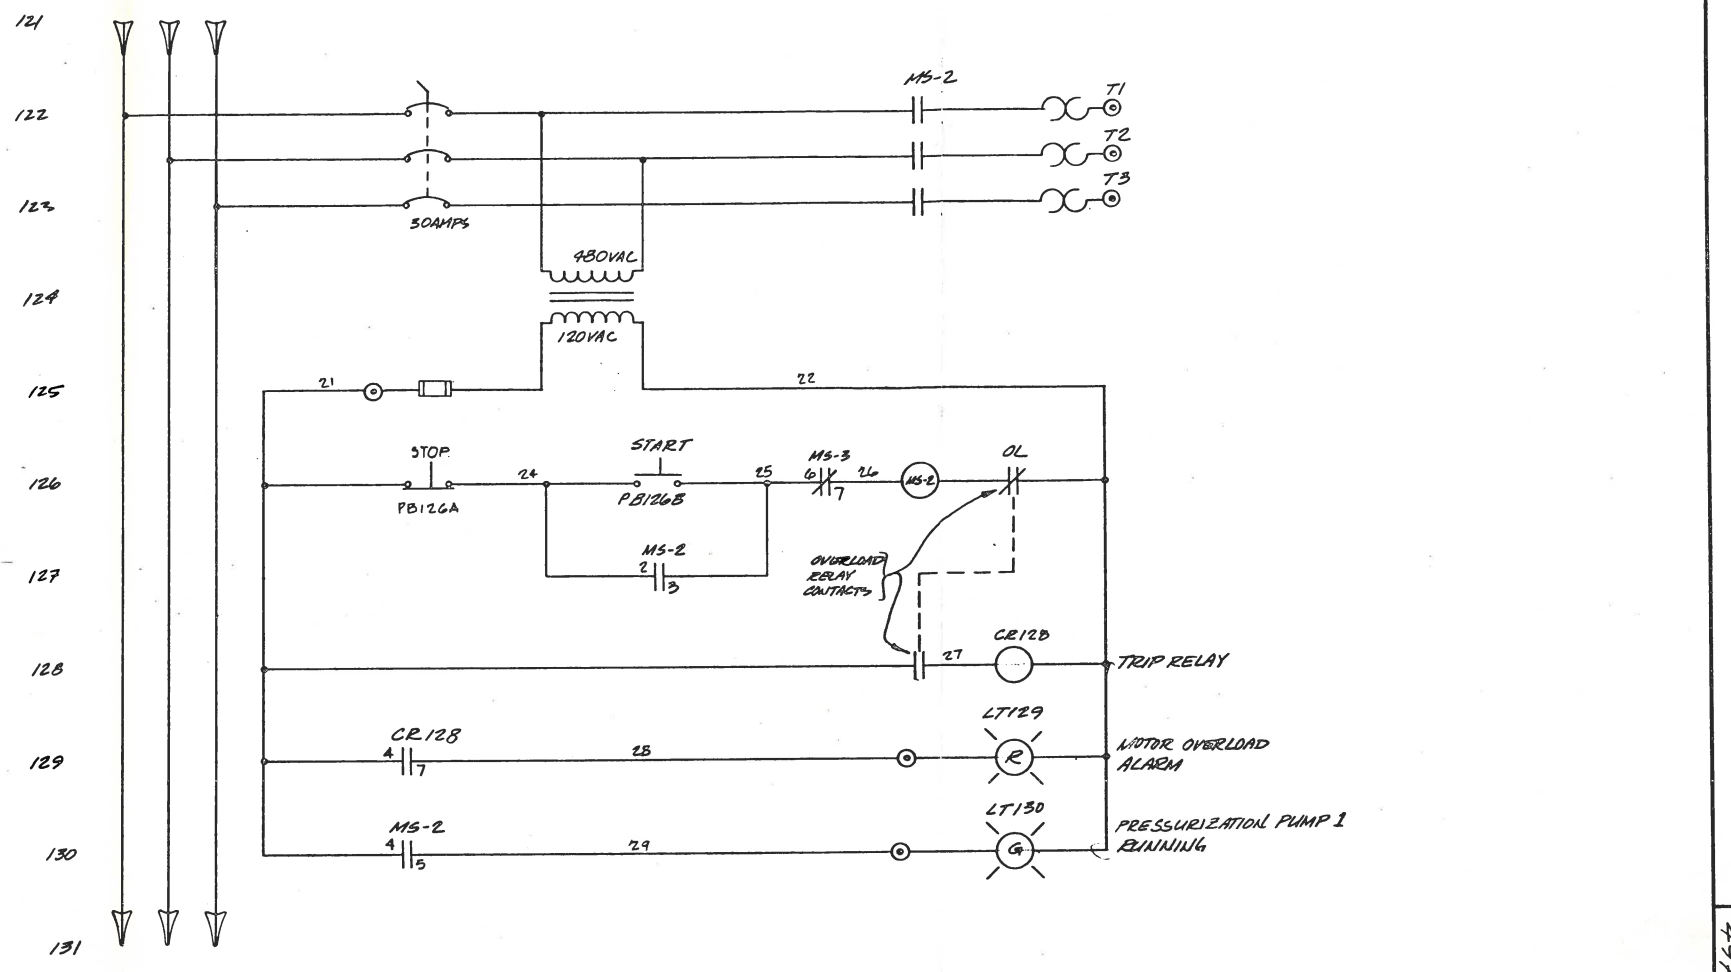 121
122
123
124
125
126
127
128
129
130
131
MS-2
T1
T2
T3
30AMPS
480VAC
120VAC
21
22
STOP
PB126A
24
START
PB126B
25
MS-3
6
7
26
MS-2
OL
MS-2
2
3
OVERLOAD
RELAY
CONTACTS
27
CR128
TRIP RELAY
CR128
4
7
28
LT129
R
MOTOR OVERLOAD
ALARM
MS-2
4
5
29
LT130
G
PRESSURIZATION PUMP 1
RUNNING